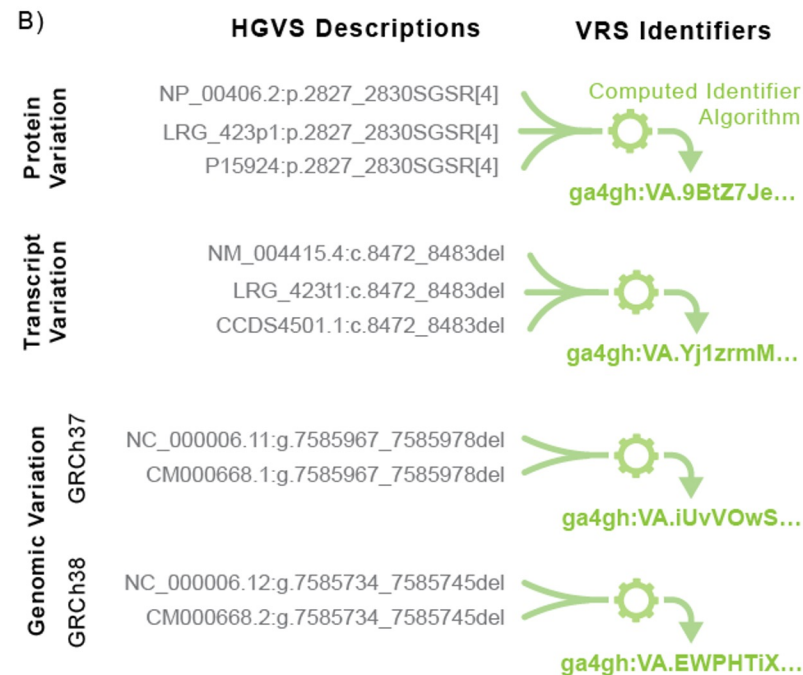 B)
HGVS Descriptions
VRS Identifiers
Protein
Variation
NP_00406.2:p.2827_2830SGSR[4]
LRG_423p1:p.2827_2830SGSR[4]
P15924:p.2827_2830SGSR[4]
Computed Identifier
Algorithm
ga4gh:VA.9BtZ7Je...
Transcript
Variation
NM_004415.4:c.8472_8483del
LRG_423t1:c.8472_8483del
CCDS4501.1:c.8472_8483del
ga4gh:VA.Yj1zrmM...
Genomic Variation
GRCh37
NC_000006.11:g.7585967_7585978del
CM000668.1:g.7585967_7585978del
ga4gh:VA.iUvVOwS...
GRCh38
NC_000006.12:g.7585734_7585745del
CM000668.2:g.7585734_7585745del
ga4gh:VA.EWPHTiX...